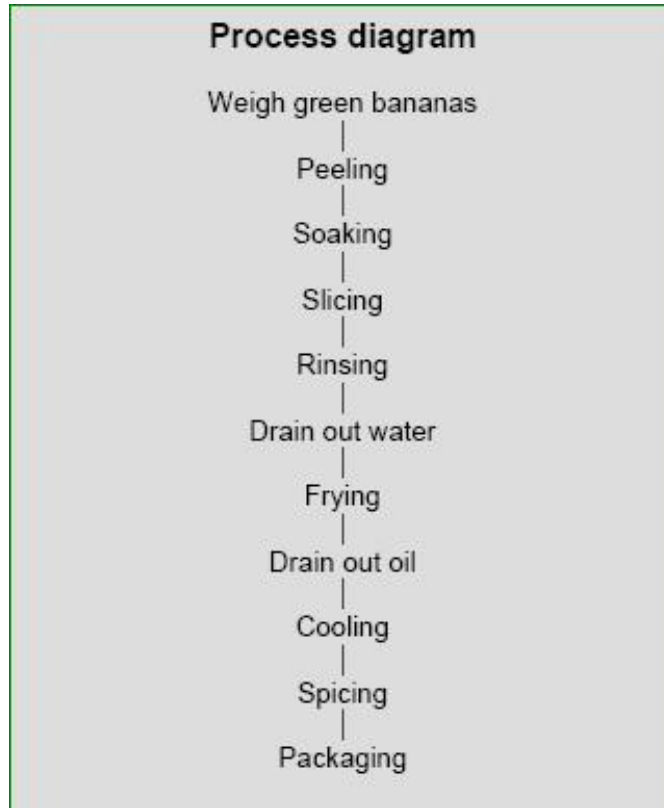 Process diagram
Weigh green bananas
Peeling
Soaking
Slicing
Rinsing
Drain out water
Frying
Drain out oil
Cooling
Spicing
Packaging